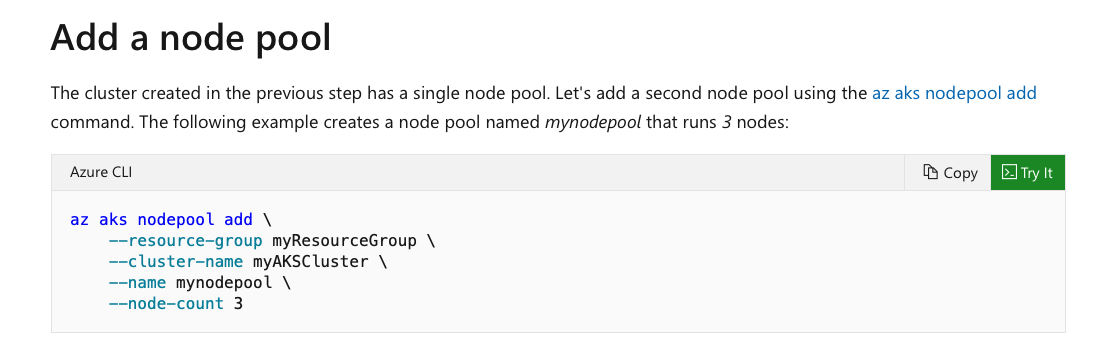 Add a node pool
The cluster created in the previous step has a single node pool. Let's add a second node pool using the az aks nodepool add
command. The following example creates a node pool named mynodepool that runs 3 nodes:
Azure CLI Copy Try It
az aks nodepool add \
    --resource-group myResourceGroup \
    --cluster-name myAKSCluster \
    --name mynodepool \
    --node-count 3